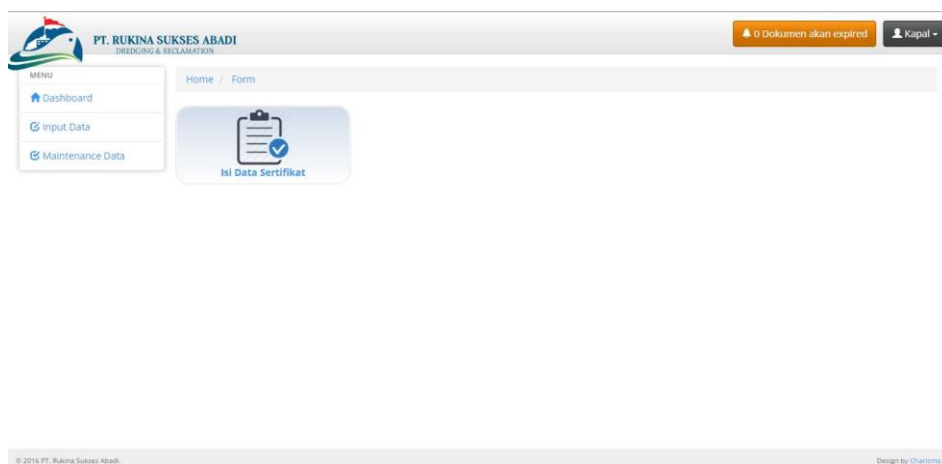 PT. RUKINA SUKSES ABADI
DREDGING & RECLAMATION
0 Dokumen akan expired
Kapal
MENU
Dashboard
Input Data
Maintenance Data
Home / Form
Isi Data Sertifikat
© 2016 PT. Rukina Sukses Abadi.
Design by Charisma